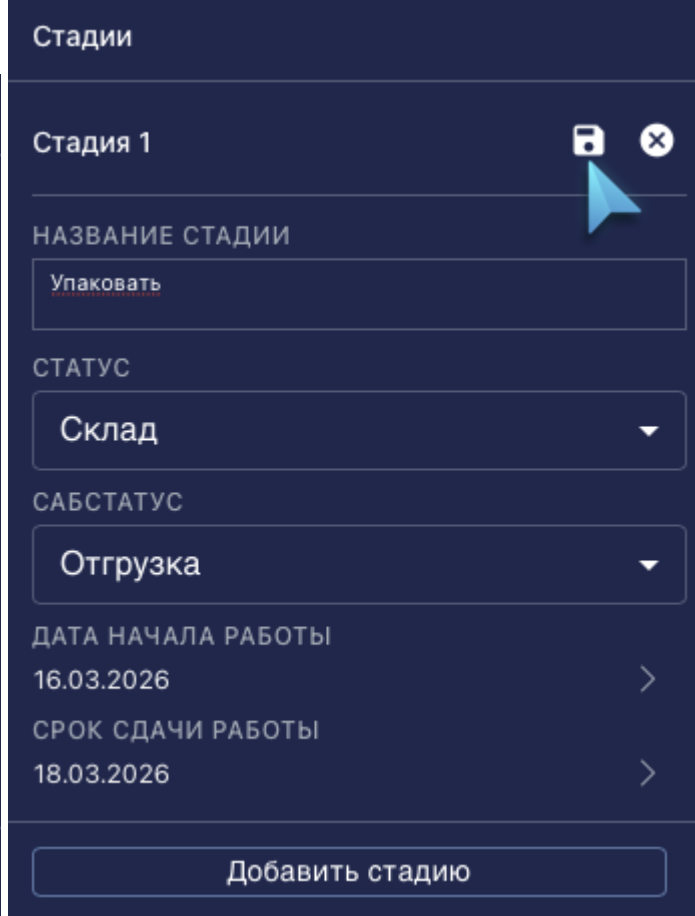 Стадии
Стадия 1
НАЗВАНИЕ СТАДИИ
Упаковать
СТАТУС
Склад
САБСТАТУС
Отгрузка
ДАТА НАЧАЛА РАБОТЫ
16.03.2026
СРОК СДАЧИ РАБОТЫ
18.03.2026
Добавить стадию